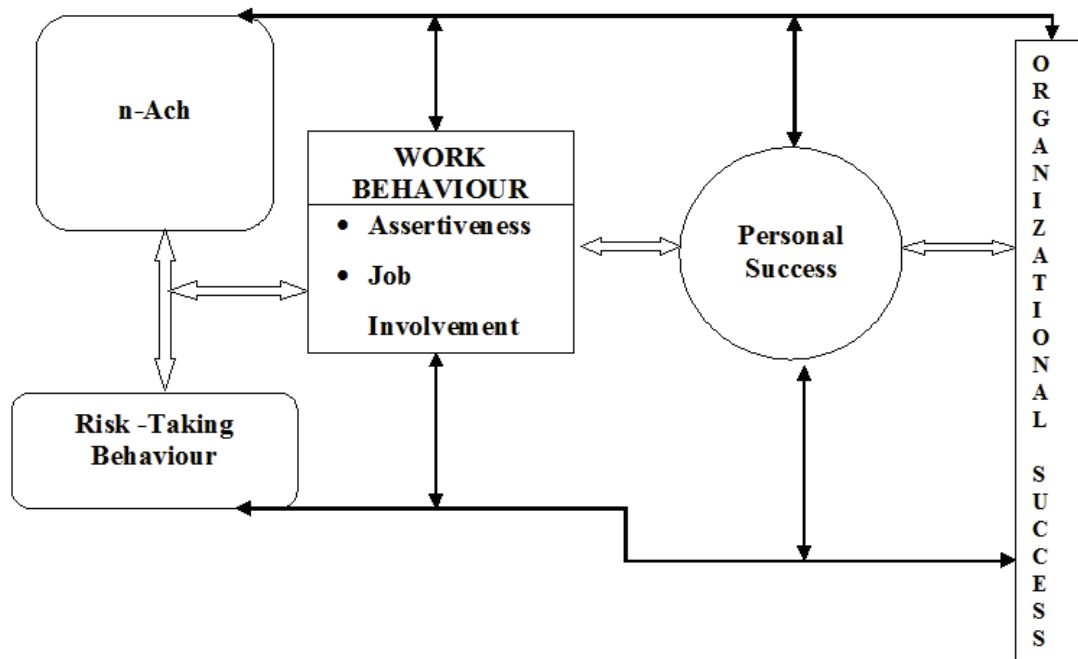 n-Ach
WORK
BEHAVIOUR
• Assertiveness
• Job
Involvement
Personal
Success
Risk -Taking
Behaviour
O
R
G
A
N
I
Z
A
T
I
O
N
A
L
S
U
C
C
E
S
S